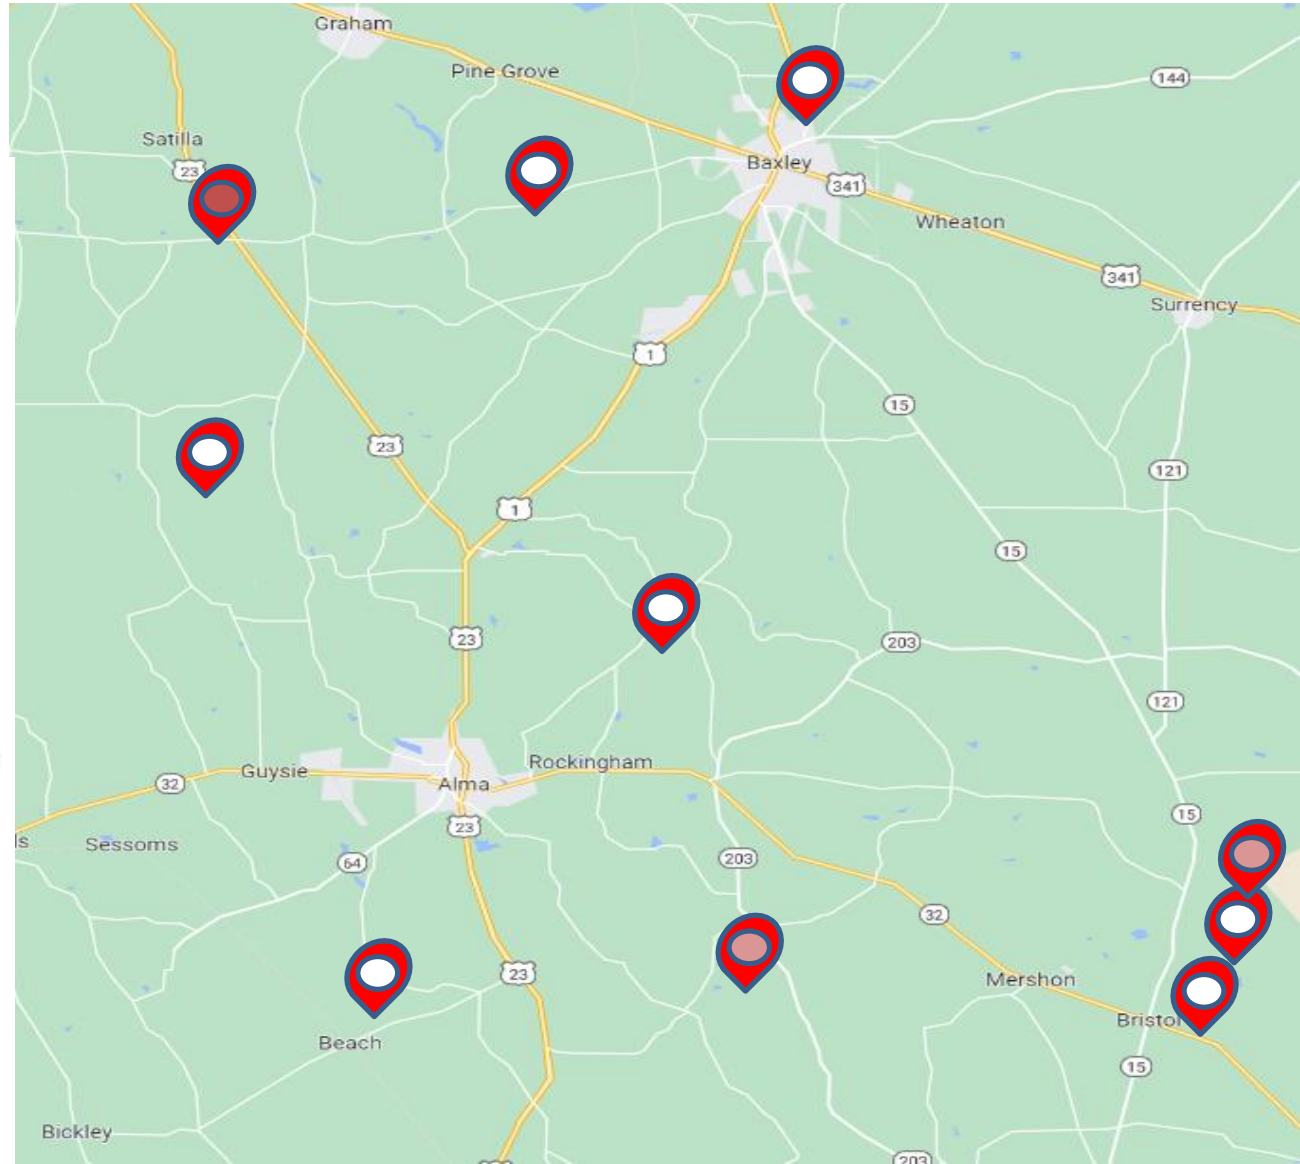 Graham
Pine Grove
144
Satilla
Baxley
23
341
Wheaton
341
Surrency
1
15
23
121
1
15
23
203
121
Rockingham
Guysie
32
Alma
15
23
ls
Sessoms
64
203
32
23
Mershon
Bristol
Beach
15
Bickley
203